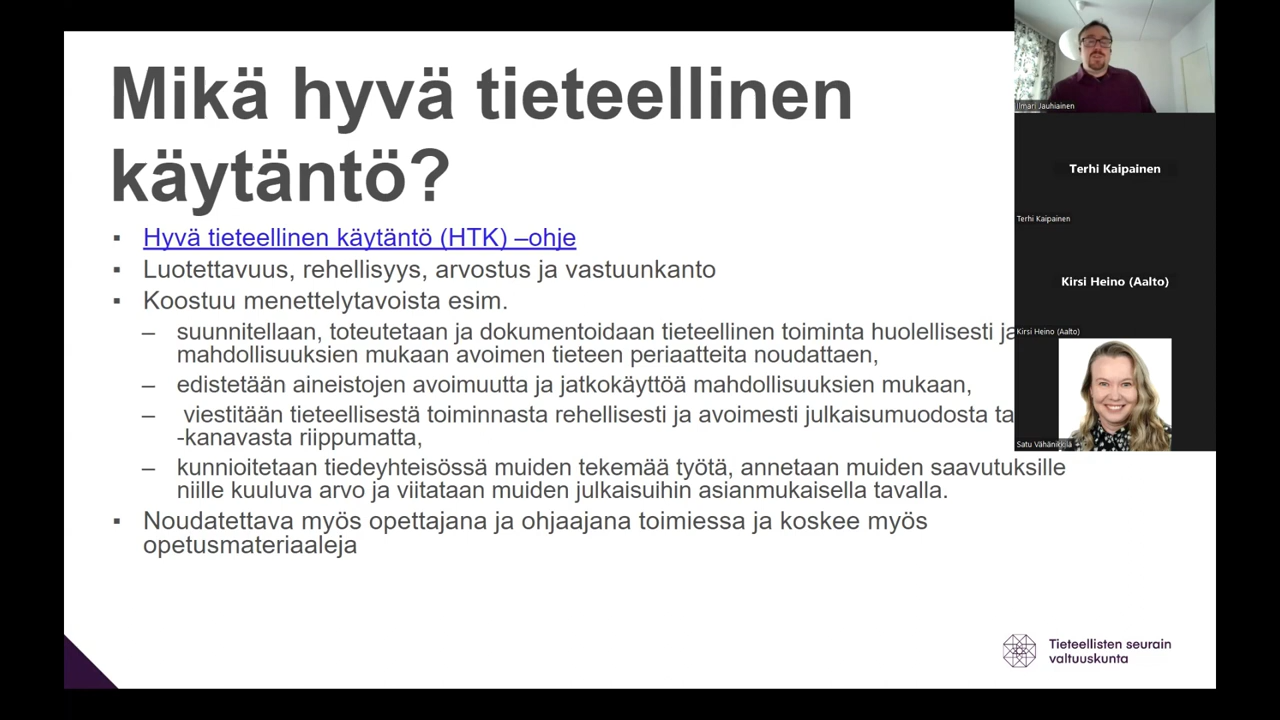 Mikä hyvä tieteellinen
käytäntö?
▪ Hyvä tieteellinen käytäntö (HTK) –ohje
▪ Luotettavuus, rehellisyys, arvostus ja vastuunkanto
▪ Koostuu menettelytavoista esim.
– suunnitellaan, toteutetaan ja dokumentoidaan tieteellinen toiminta huolellisesti ja
mahdollisuuksien mukaan avoimen tieteen periaatteita noudattaen,
– edistetään aineistojen avoimuutta ja jatkokäyttöä mahdollisuuksien mukaan,
– viestitään tieteellisestä toiminnasta rehellisesti ja avoimesti julkaisumuodosta ta
-kanavasta riippumatta,
– kunnioitetaan tiedeyhteisössä muiden tekemää työtä, annetaan muiden saavutuksille
niille kuuluva arvo ja viitataan muiden julkaisuihin asianmukaisella tavalla.
▪ Noudatettava myös opettajana ja ohjaajana toimiessa ja koskee myös
opetusmateriaaleja
Ilmari Jauhiainen
Terhi Kaipainen
Terhi Kaipainen
Kirsi Heino (Aalto)
Kirsi Heino (Aalto)
Satu Vähänikkilä
Tieteellisten seurain
valtuuskunta